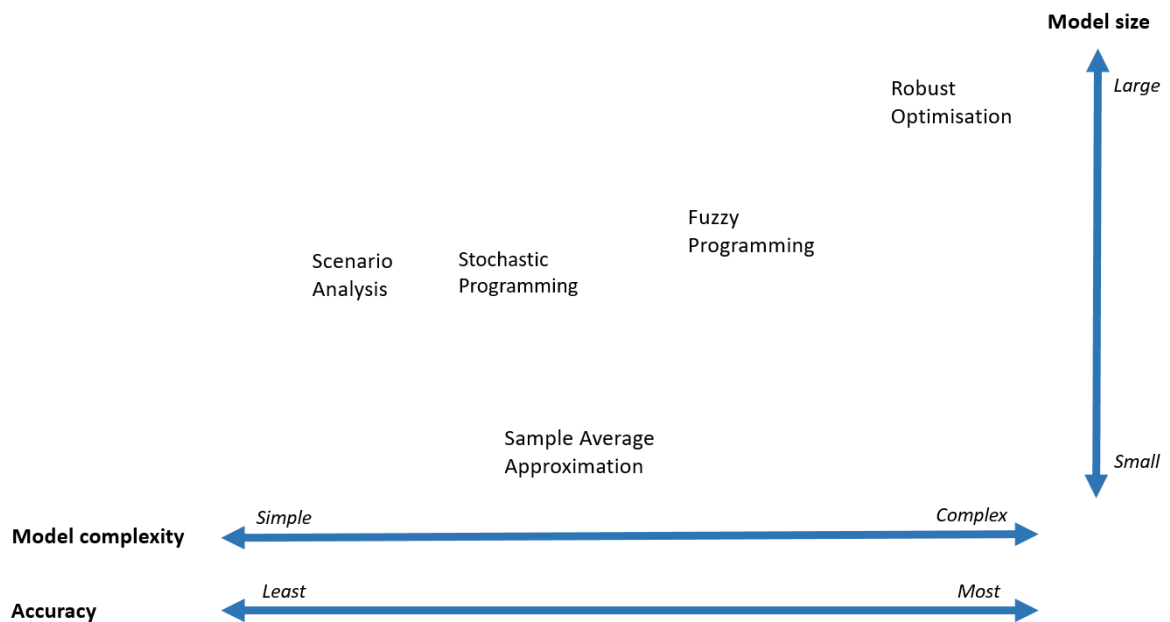 Model size
Large
Robust
Optimisation
Fuzzy
Programming
Scenario
Analysis
Stochastic
Programming
Sample Average
Approximation
Small
Simple
Complex
Model complexity
Least
Most
Accuracy